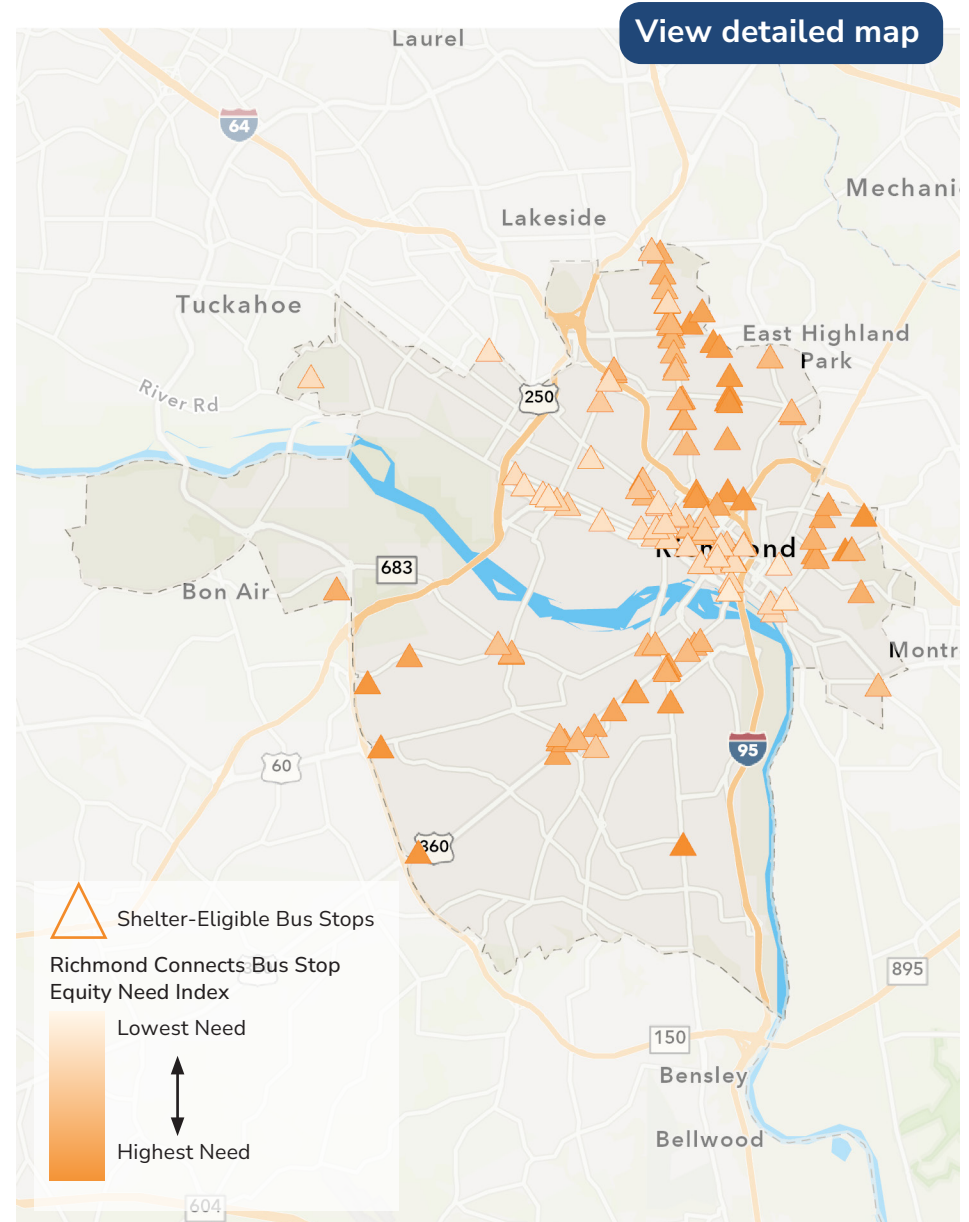 View detailed map
Laurel
64
Mechani
Lakeside
Tuckahoe
East Highland
Park
River Rd
250
Richmond
683
Bon Air
Montr
60
95
360
Shelter-Eligible Bus Stops
Richmond Connects Bus Stop
Equity Need Index
Lowest Need
Highest Need
895
150
Bensley
Bellwood
604